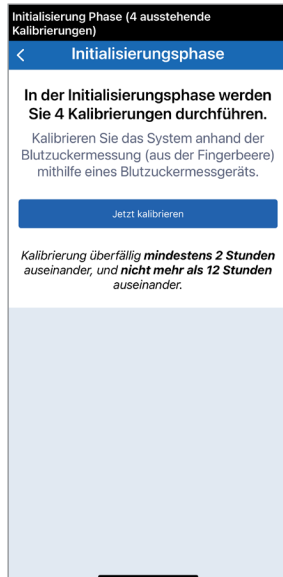 Initialisierung Phase (4 ausstehende
Kalibrierungen)
Initialisierungsphase
In der Initialisierungsphase werden
Sie 4 Kalibrierungen durchführen.
Kalibrieren Sie das System anhand der
Blutzuckermessung (aus der Fingerbeere)
mithilfe eines Blutzuckermessgeräts.
Jetzt kalibrieren
Kalibrierung überfällig mindestens 2 Stunden
auseinander, und nicht mehr als 12 Stunden
auseinander.